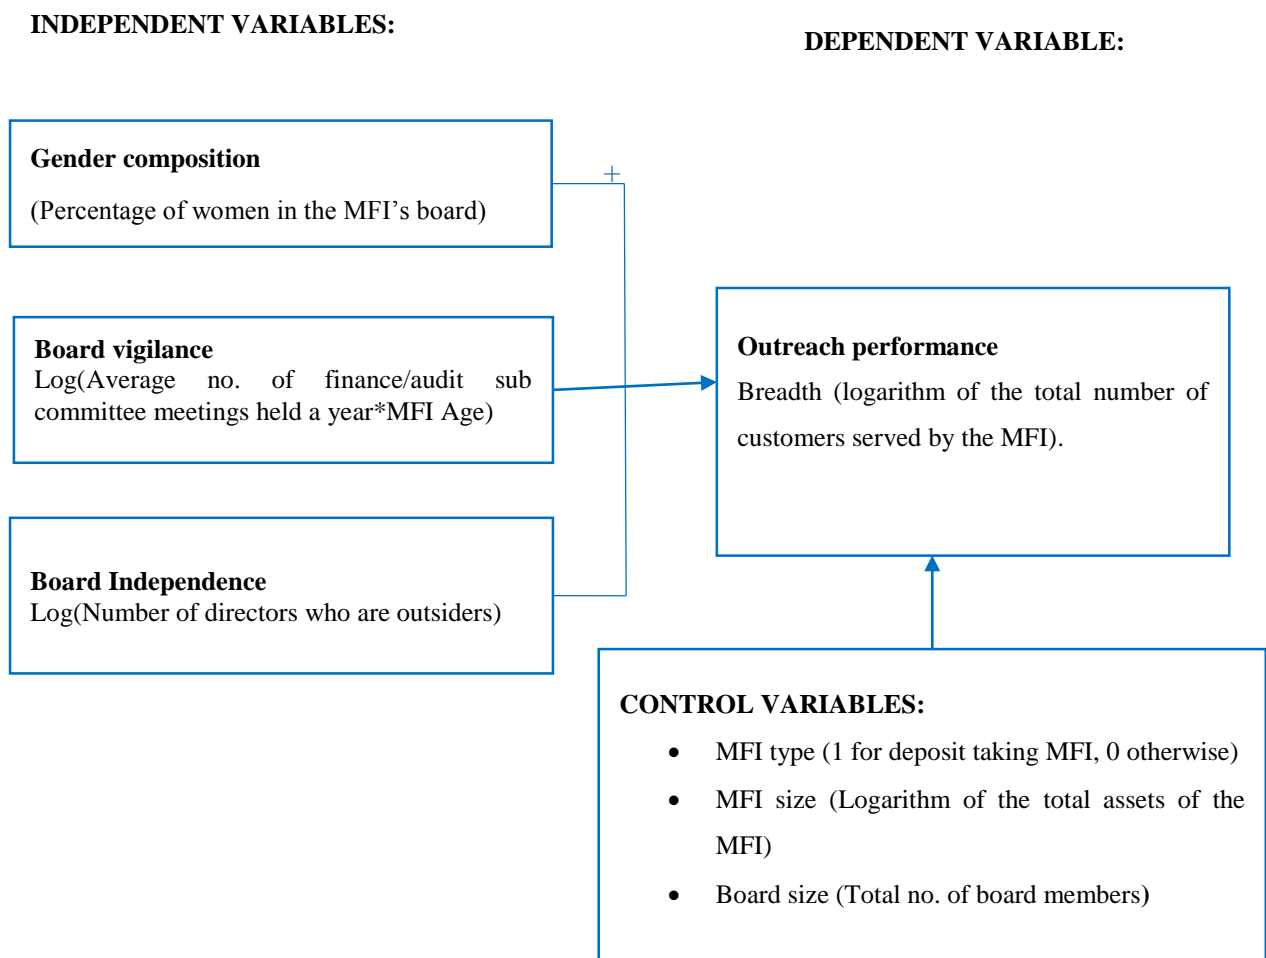 INDEPENDENT VARIABLES:
DEPENDENT VARIABLE:
Gender composition
(Percentage of women in the MFI’s board)
+
Board vigilance
Log(Average no. of finance/audit sub
committee meetings held a year*MFI Age)
Board Independence
Log(Number of directors who are outsiders)
Outreach performance
Breadth (logarithm of the total number of
customers served by the MFI).
CONTROL VARIABLES:
• MFI type (1 for deposit taking MFI, 0 otherwise)
• MFI size (Logarithm of the total assets of the
MFI)
• Board size (Total no. of board members)